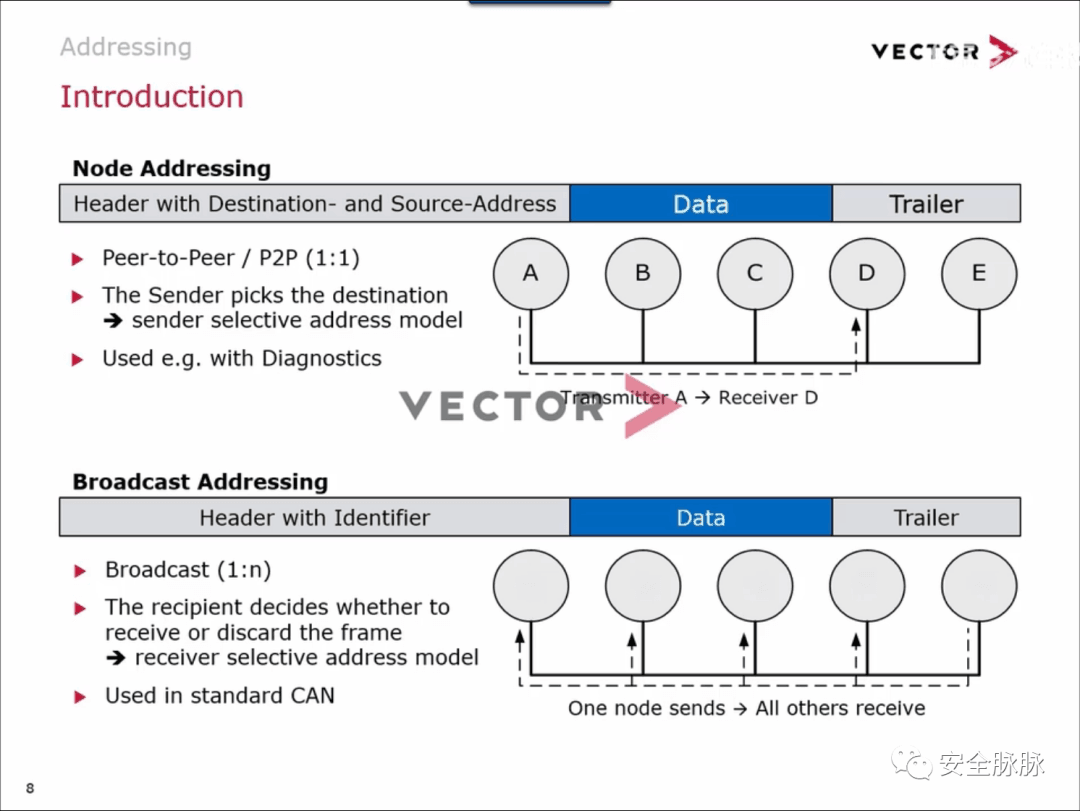 Addressing
VECTOR
Introduction
Node Addressing
Header with Destination- and Source-Address Data Trailer
Peer-to-Peer / P2P (1:1)
The Sender picks the destination
➔ sender selective address model
Used e.g. with Diagnostics
A B C D E
Transmitter A → Receiver D
VECTOR
Broadcast Addressing
Header with Identifier Data Trailer
Broadcast (1:n)
The recipient decides whether to
receive or discard the frame
➔ receiver selective address model
Used in standard CAN
One node sends → All others receive
安全脉脉
8